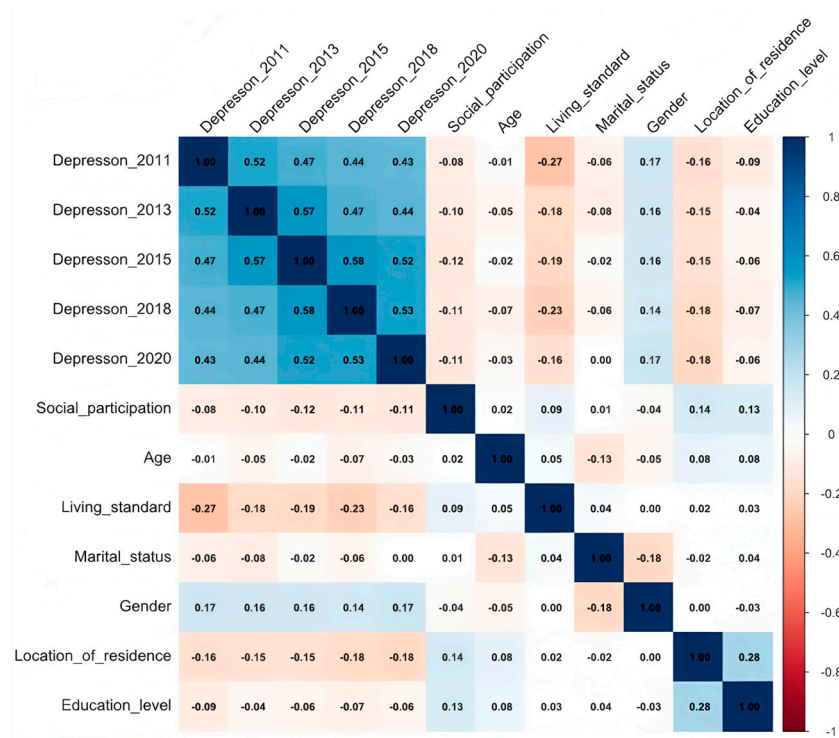 Depresson_2011
Depresson_2013
Depresson_2015
Depresson_2018
Depresson_2020
Social_participation
Age
Living_standard
Marital_status
Gender
Location_of_residence
Education_level
Depresson_2011 1.00 0.52 0.47 0.44 0.43 -0.08 -0.01 -0.27 -0.06 0.17 -0.16 -0.09
Depresson_2013 0.52 1.00 0.57 0.47 0.44 -0.10 -0.05 -0.18 -0.08 0.16 -0.15 -0.04
Depresson_2015 0.47 0.57 1.00 0.58 0.52 -0.12 -0.02 -0.19 -0.02 0.16 -0.15 -0.06
Depresson_2018 0.44 0.47 0.58 1.00 0.53 -0.11 -0.07 -0.23 -0.06 0.14 -0.18 -0.07
Depresson_2020 0.43 0.44 0.52 0.53 1.00 -0.11 -0.03 -0.16 0.00 0.17 -0.18 -0.06
Social_participation -0.08 -0.10 -0.12 -0.11 -0.11 1.00 0.02 0.09 0.01 -0.04 0.14 0.13
Age -0.01 -0.05 -0.02 -0.07 -0.03 0.02 1.00 0.05 -0.13 -0.05 0.08 0.08
Living_standard -0.27 -0.18 -0.19 -0.23 -0.16 0.09 0.05 1.00 0.04 0.00 0.02 0.03
Marital_status -0.06 -0.08 -0.02 -0.06 0.00 0.01 -0.13 0.04 1.00 -0.18 -0.02 0.04
Gender 0.17 0.16 0.16 0.14 0.17 -0.04 -0.05 0.00 -0.18 1.00 0.00 -0.03
Location_of_residence -0.16 -0.15 -0.15 -0.18 -0.18 0.14 0.08 0.02 -0.02 0.00 1.00 0.28
Education_level -0.09 -0.04 -0.06 -0.07 -0.06 0.13 0.08 0.03 0.04 -0.03 0.28 1.00
1
0.8
0.6
0.4
0.2
0
-0.2
-0.4
-0.6
-0.8
-1